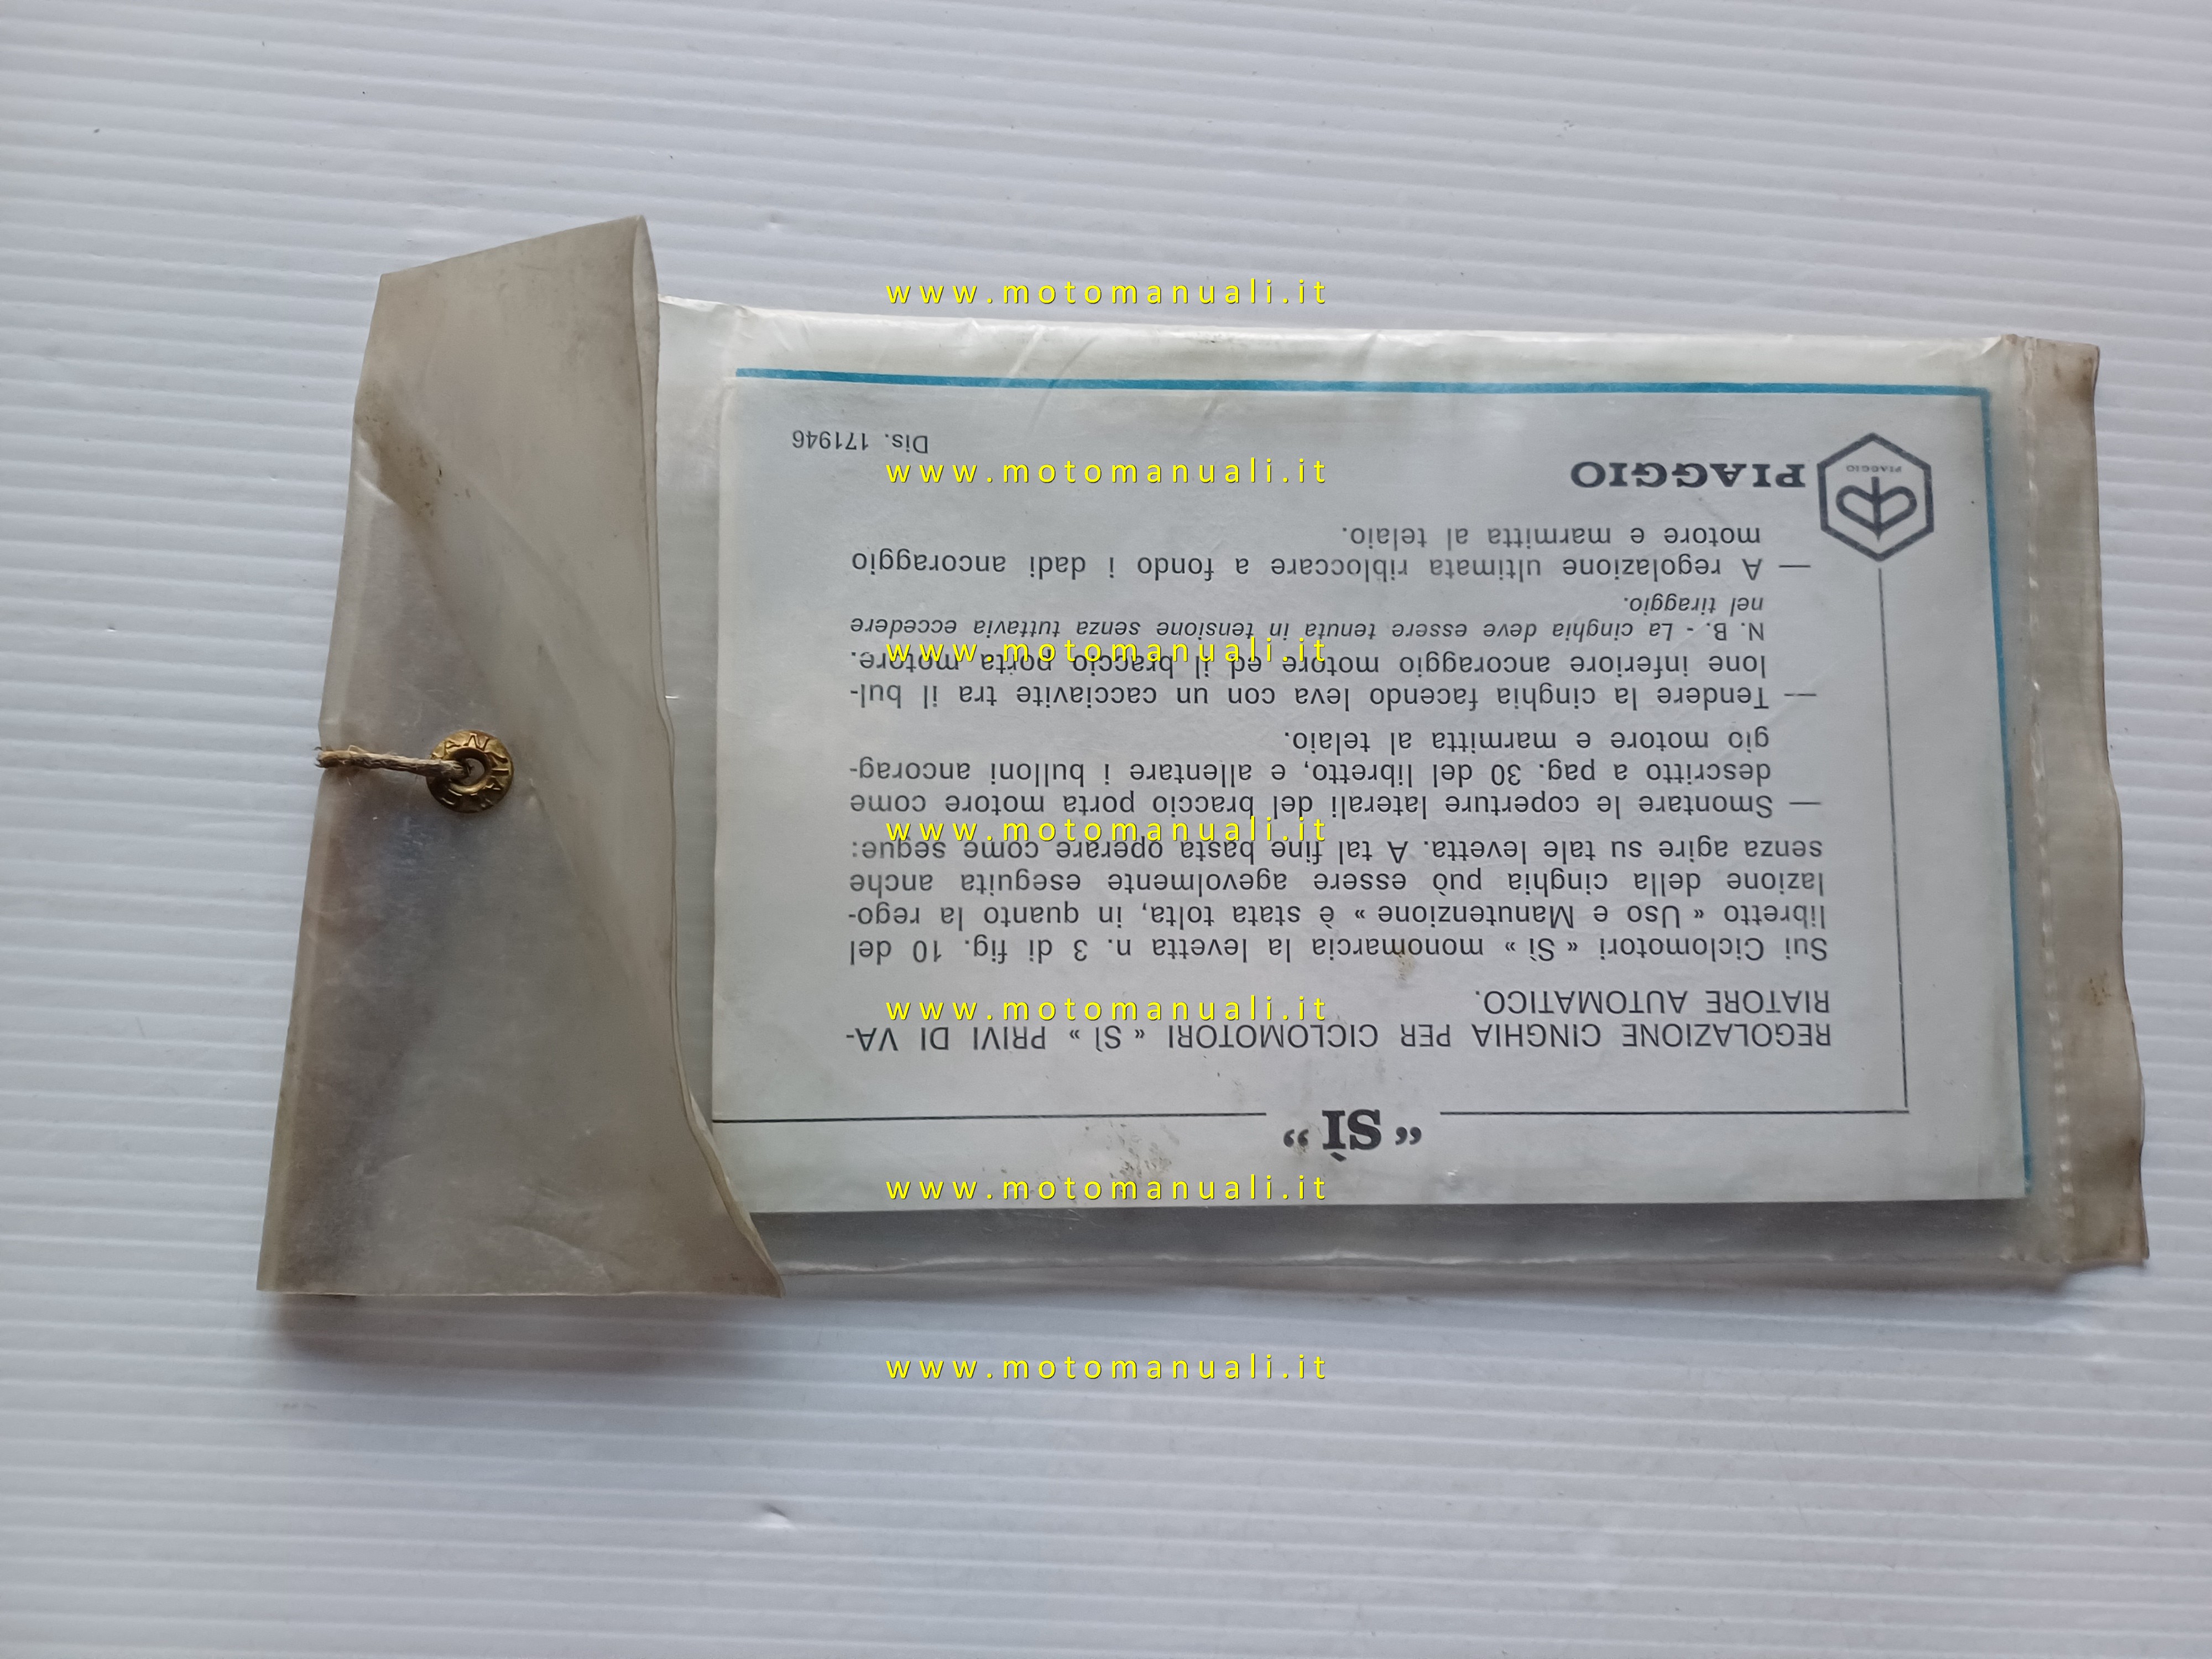 “ SÌ ”
REGOLAZIONE CINGHIA PER CICLOMOTORI « SÌ » PRIVI DI VA-
RIATORE AUTOMATICO.
Sui Ciclomotori « Sì » monomarcia la levetta n. 3 di fig. 10 del
libretto « Uso e Manutenzione » è stata tolta, in quanto la rego-
lazione della cinghia può essere agevolmente eseguita anche
senza agire su tale levetta. A tal fine basta operare come segue:
— Smontare le coperture laterali del braccio porta motore come
descritto a pag. 30 del libretto, e allentare i bulloni ancorag-
gio motore e marmitta al telaio.
— Tendere la cinghia facendo leva con un cacciavite tra il bul-
lone inferiore ancoraggio motore ed il braccio porta motore.
N. B. - La cinghia deve essere tenuta in tensione senza tuttavia eccedere
nel tiraggio.
— A regolazione ultimata ribloccare a fondo i dadi ancoraggio
motore e marmitta al telaio.
PIAGGIO
PIAGGIO
Dis. 171946
www.motomanuali.it
www.motomanuali.it
www.motomanuali.it
www.motomanuali.it
www.motomanuali.it
www.motomanuali.it
www.motomanuali.it